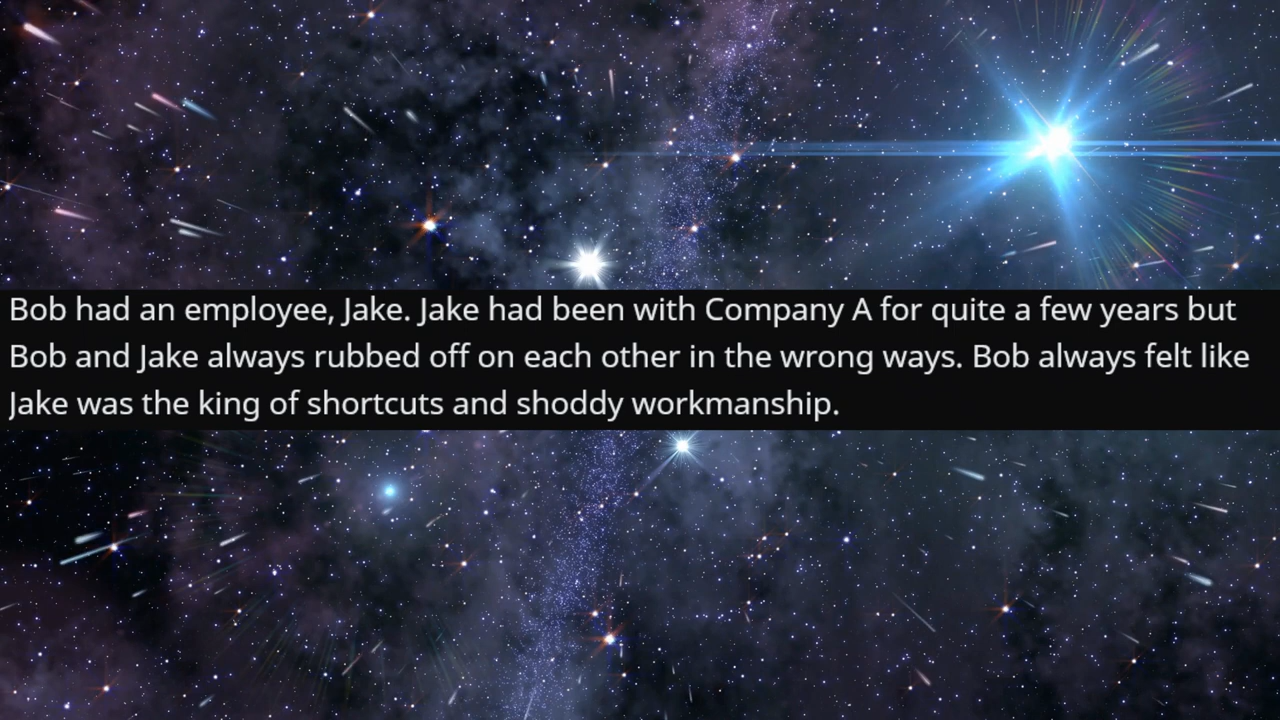 Bob had an employee, Jake. Jake had been with Company A for quite a few years but
Bob and Jake always rubbed off on each other in the wrong ways. Bob always felt like
Jake was the king of shortcuts and shoddy workmanship.